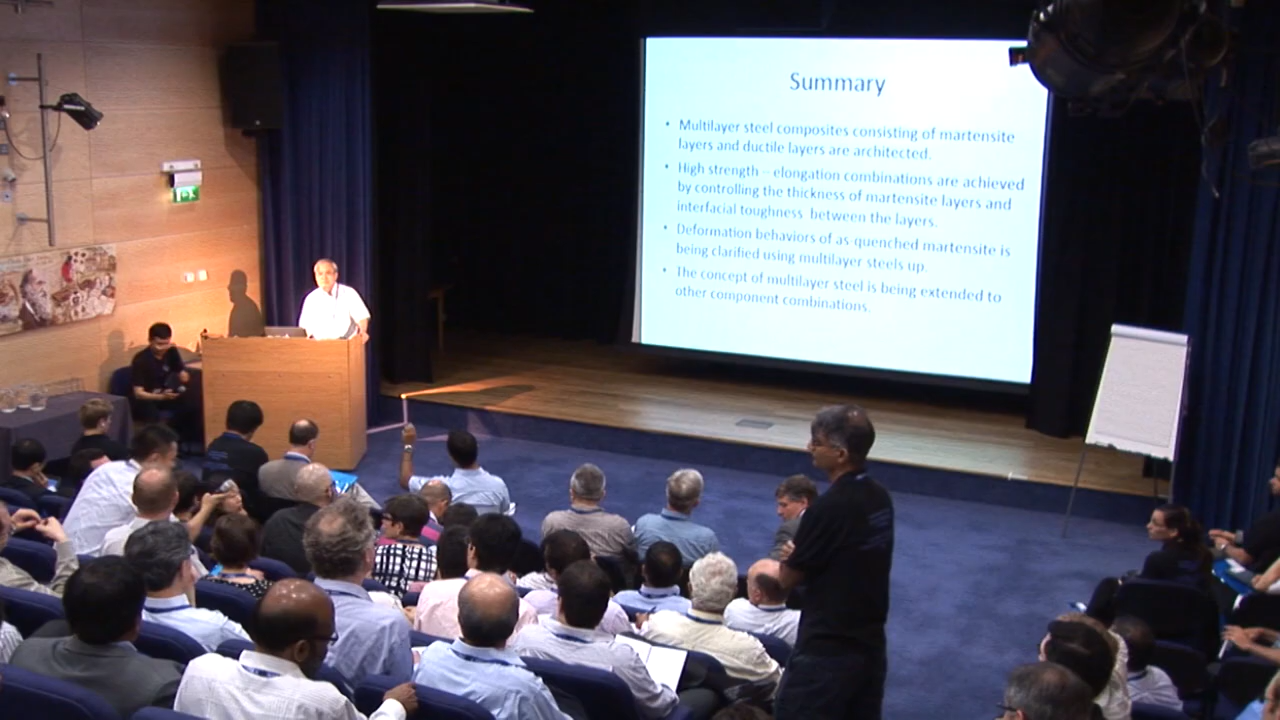 Summary
• Multilayer steel composites consisting of martensite
layers and ductile layers are architected.
• High strength – elongation combinations are achieved
by controlling the thickness of martensite layers and
interfacial toughness between the layers.
• Deformation behaviors of as-quenched martensite is
being clarified using multilayer steels up.
• The concept of multilayer steel is being extended to
other component combinations.